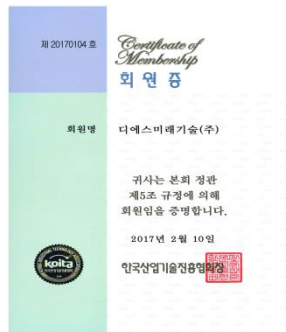 제 20170104 호
Certificate of
Membership
회원증
회원명
디에스미래기술(주)
귀사는 본회 정관
제5조 규정에 의해
회원임을 증명합니다.
2017년 2월 10일
koita
한국산업기술진흥협회장